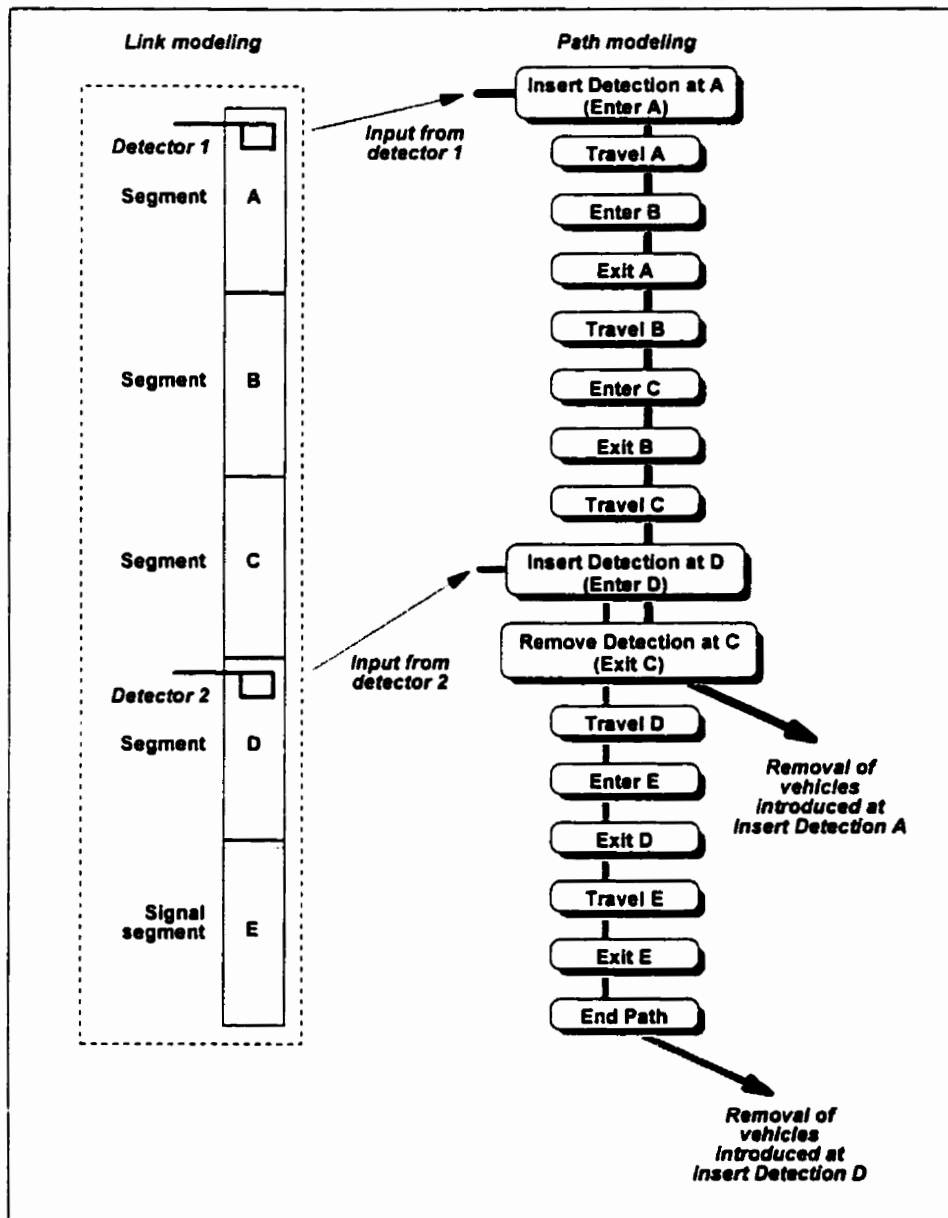 Link modeling
Path modeling
Detector 1
Segment
A
Segment
B
Segment
C
Detector 2
Segment
D
Signal
segment
E
Input from
detector 1
Input from
detector 2
Insert Detection at A
(Enter A)
Travel A
Enter B
Exit A
Travel B
Enter C
Exit B
Travel C
Insert Detection at D
(Enter D)
Remove Detection at C
(Exit C)
Travel D
Enter E
Exit D
Travel E
Exit E
End Path
Removal of
vehicles
introduced at
Insert Detection A
Removal of
vehicles
introduced at
Insert Detection D